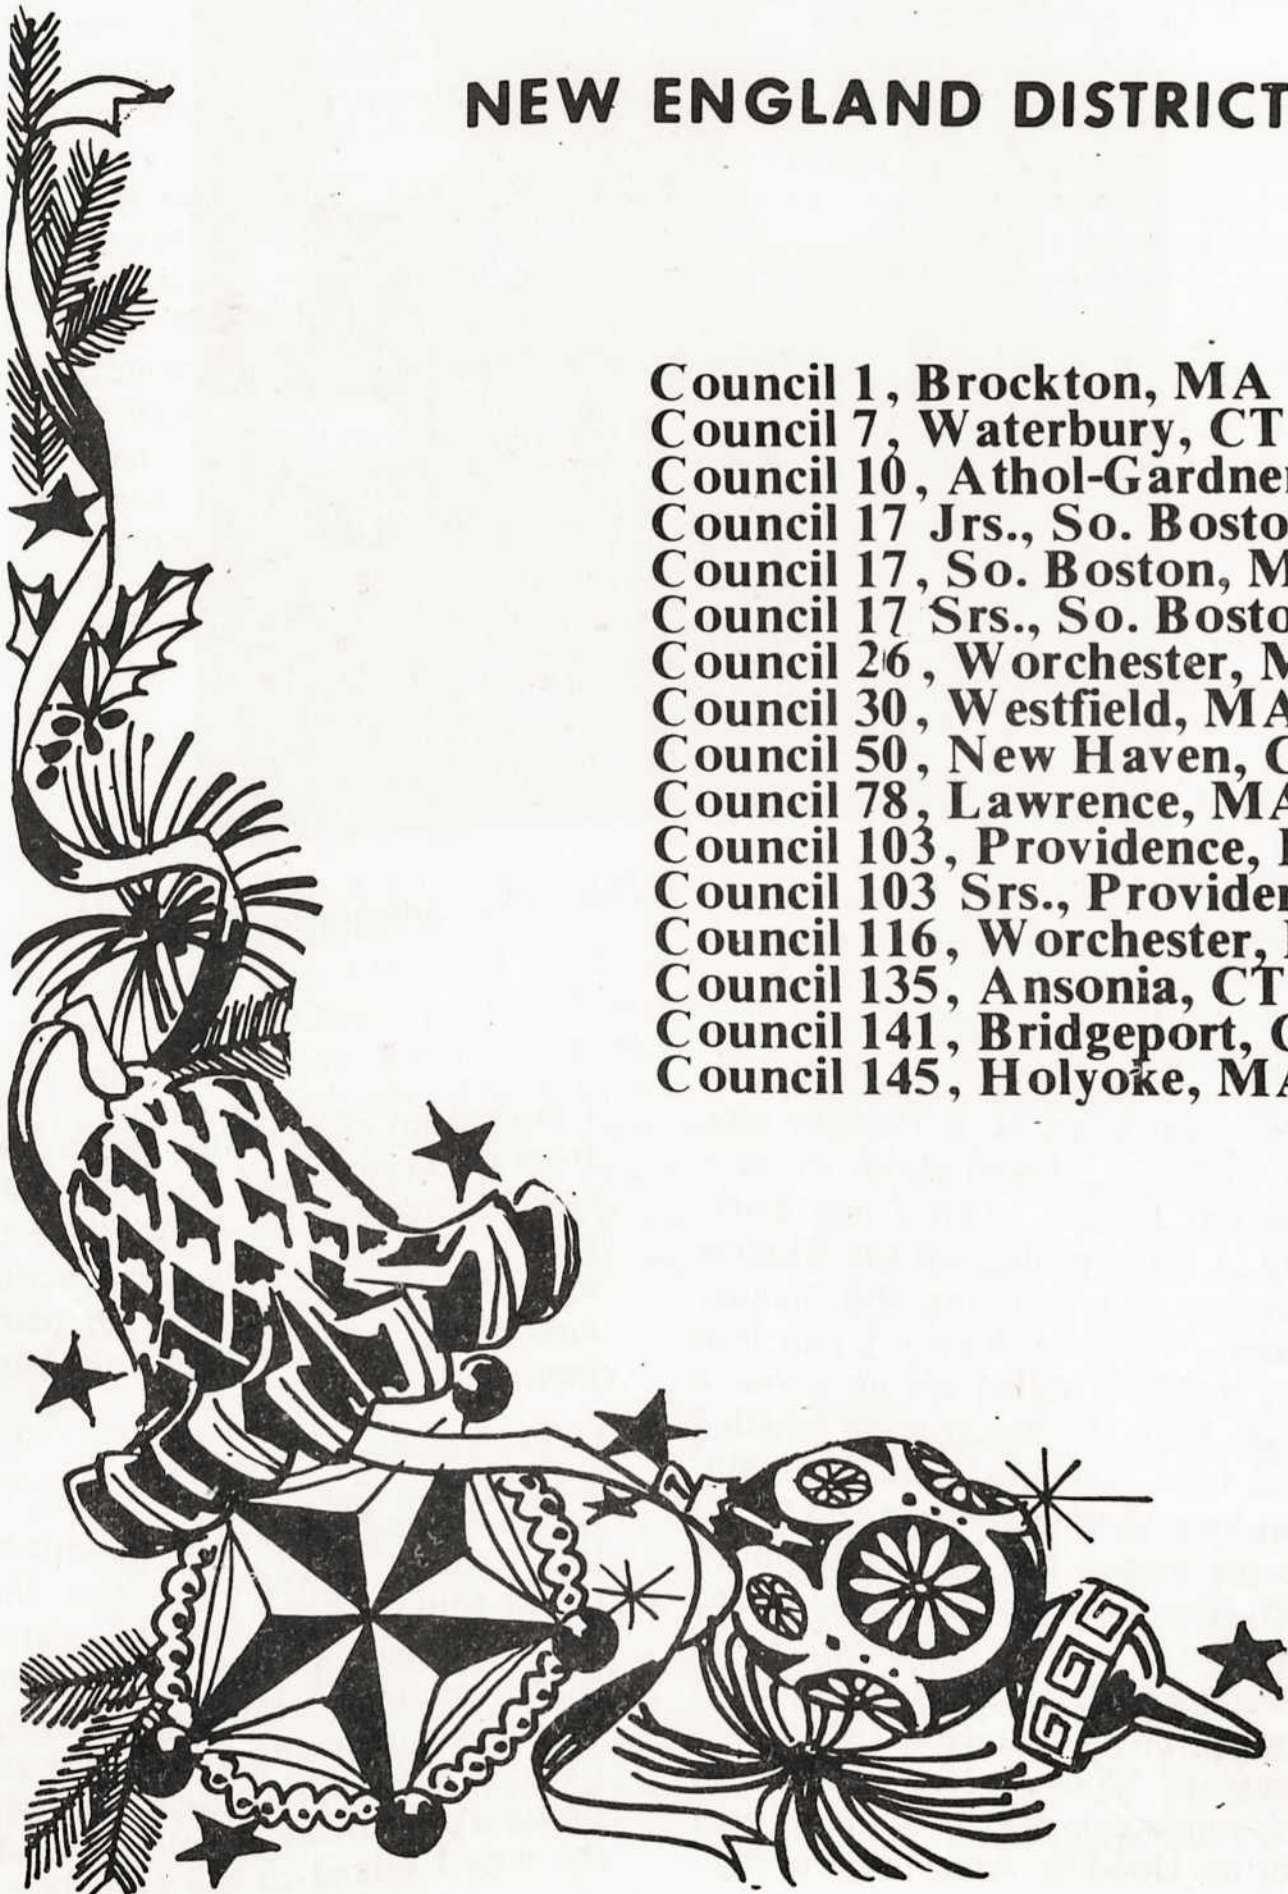 NEW ENGLAND DISTRICT
Council 1, Brockton, MA
Council 7, Waterbury, CT
Council 10, Athol-Gardner
Council 17 Jrs., So. Bosto
Council 17, So. Boston, M
Council 17 Srs., So. Bosto
Council 26, Worchester, M
Council 30, Westfield, MA
Council 50, New Haven, C
Council 78, Lawrence, MA
Council 103, Providence,
Council 103 Srs., Provide
Council 116, Worchester,
Council 135, Ansonia, CT
Council 141, Bridgeport, C
Council 145, Holyoke, MA